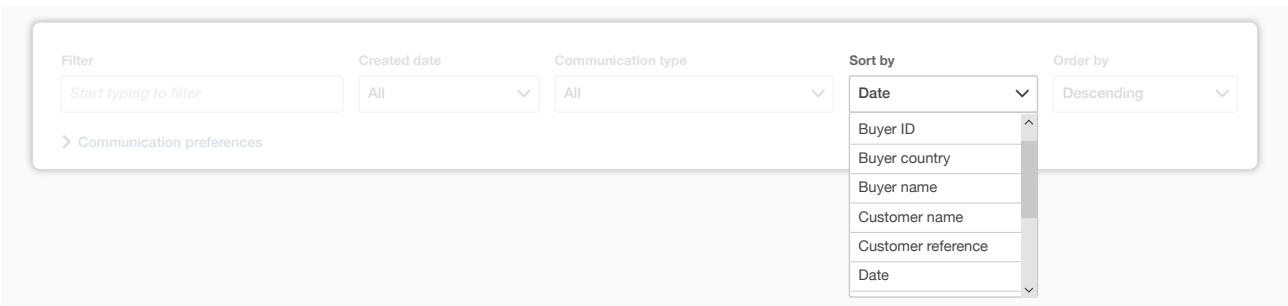 Filter
Created date
Communication type
Sort by
Order by
Start typing to filter
All
All
Date
Descending
Communication preferences
Buyer ID
Buyer country
Buyer name
Customer name
Customer reference
Date